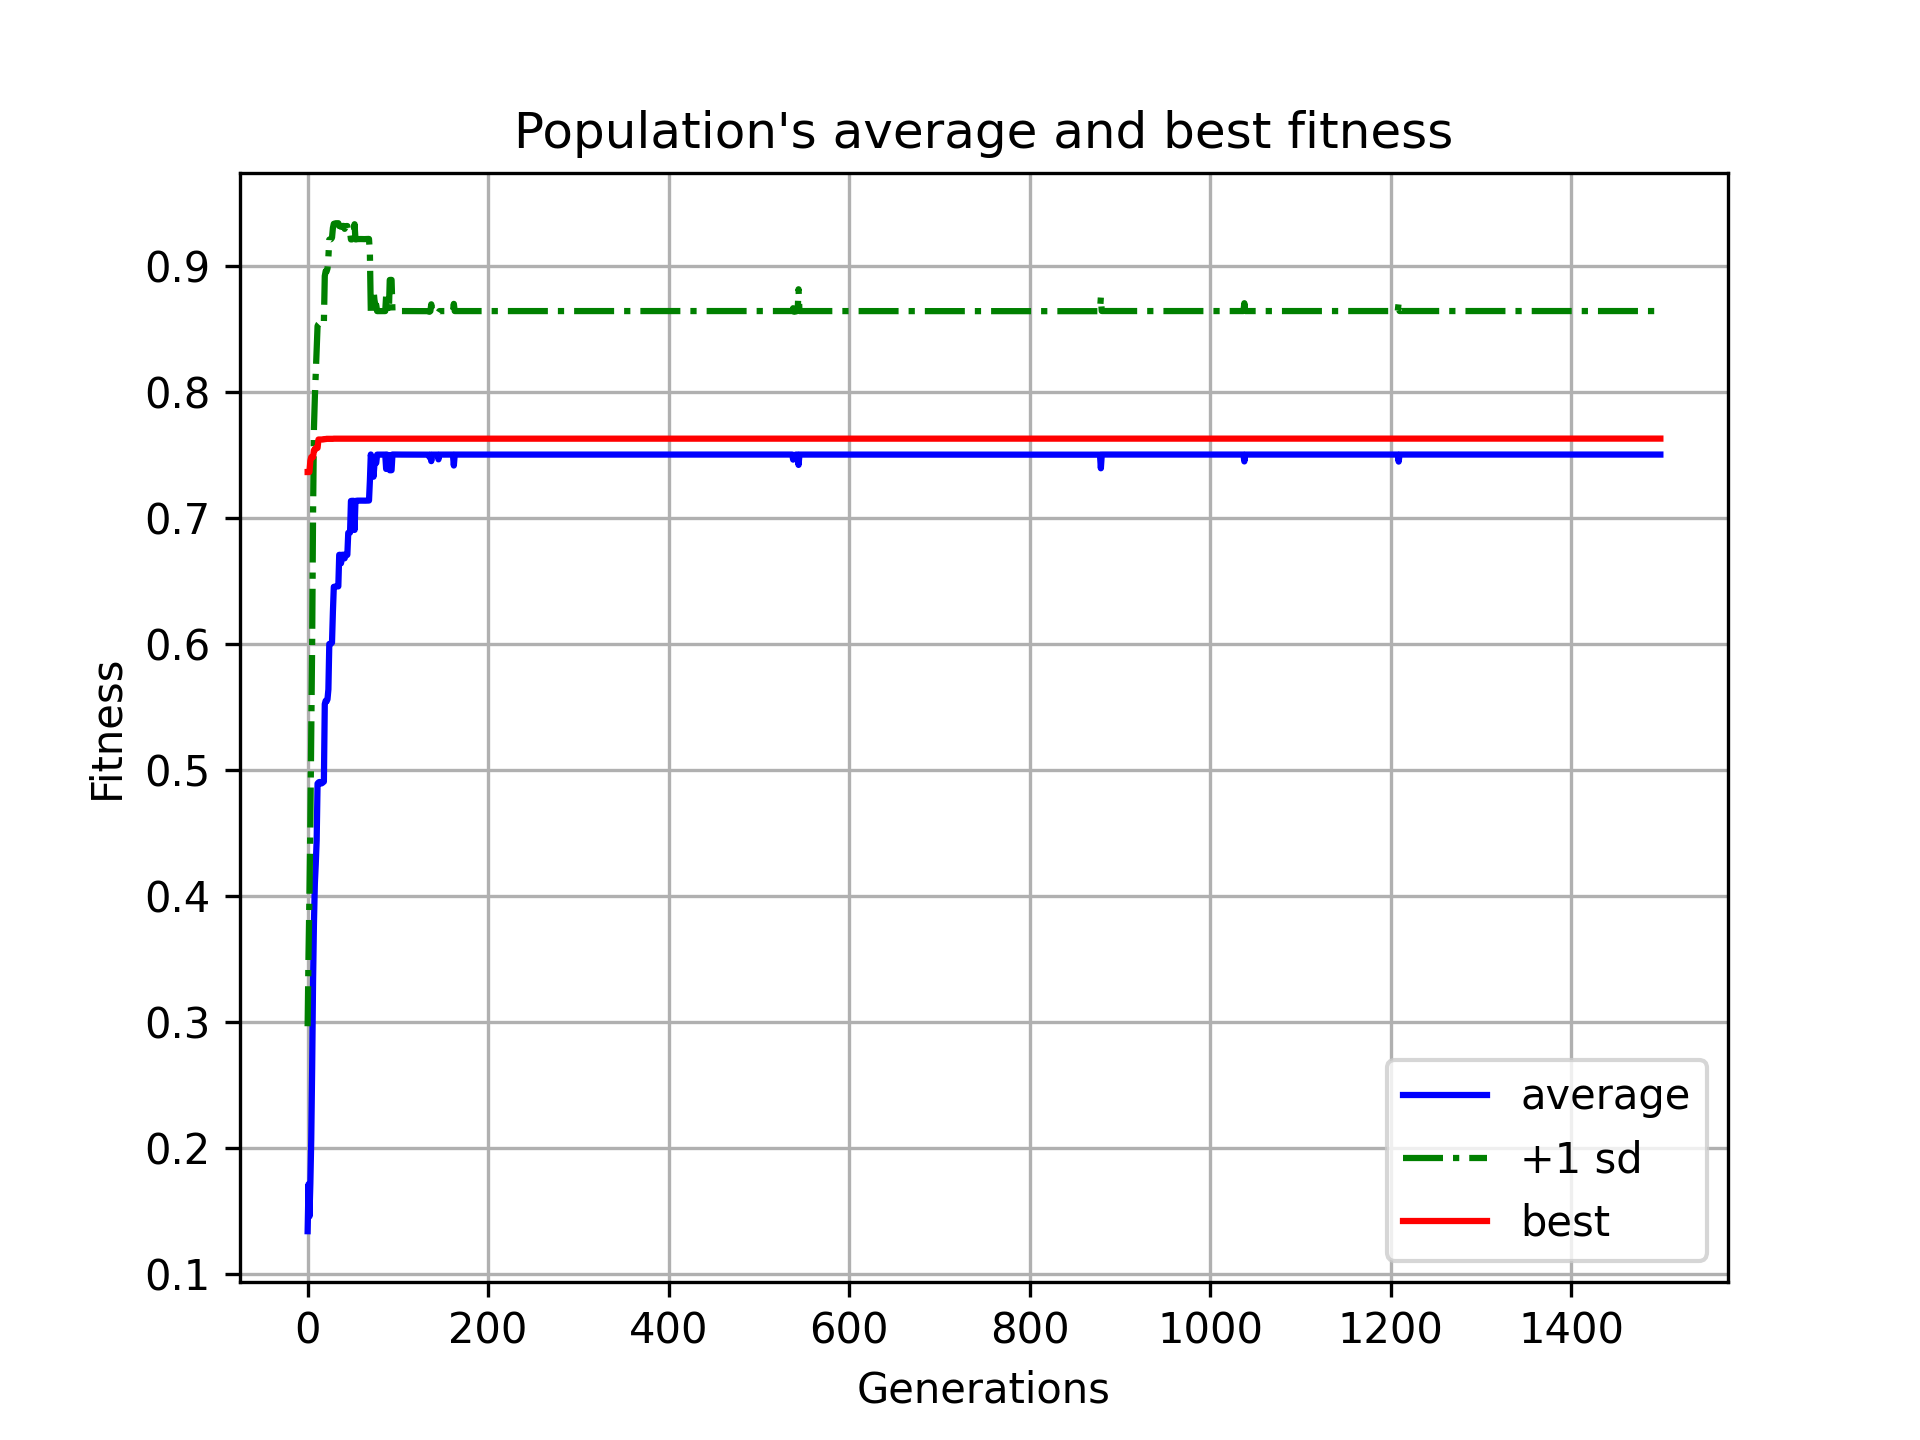 Population's average and best fitness
0.9
0.8
0.7
0.6
0.5
0.4
0.3
0.2
0.1
Fitness
average
+1 sd
best
0 200 400 600 800 1000 1200 1400
Generations